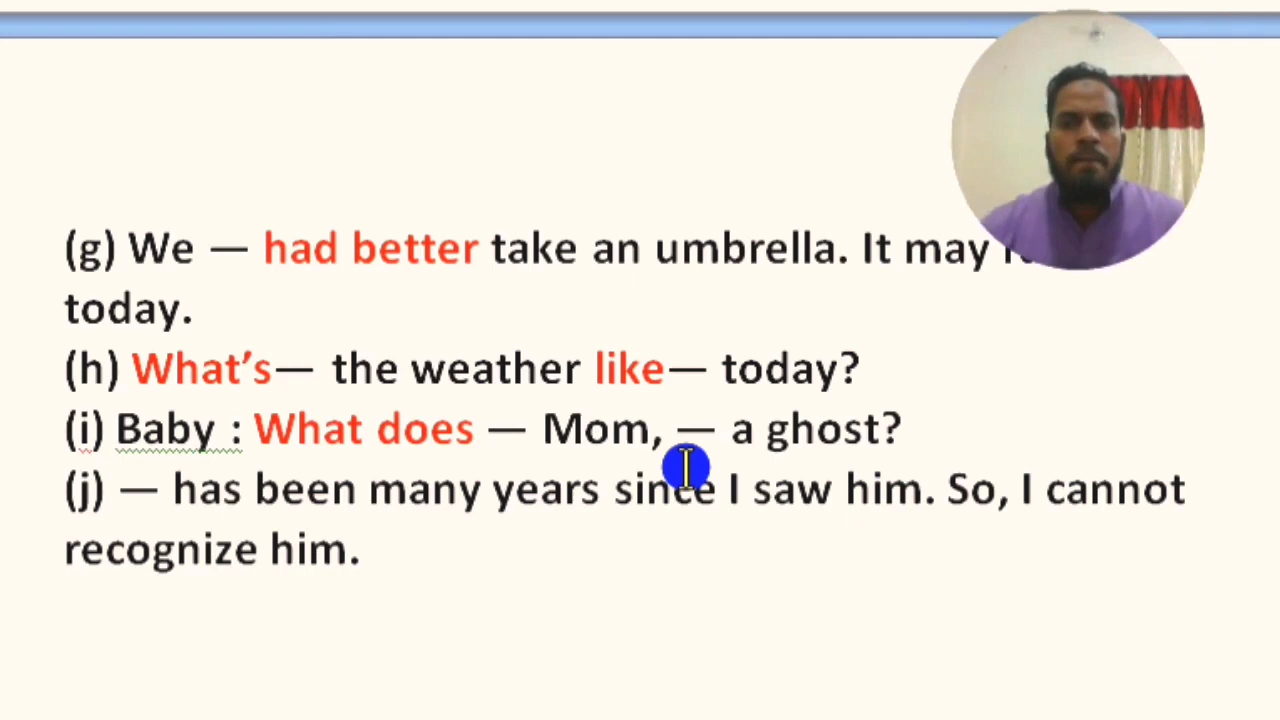 (g) We — had better take an umbrella. It may
today.
(h) What’s— the weather like— today?
(i) Baby : What does — Mom, — a ghost?
(j) — has been many years since I saw him. So, I cannot
recognize him.